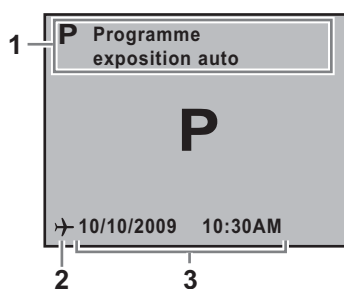 1
P Programme
exposition auto
P
10/10/2009 10:30AM
2 3